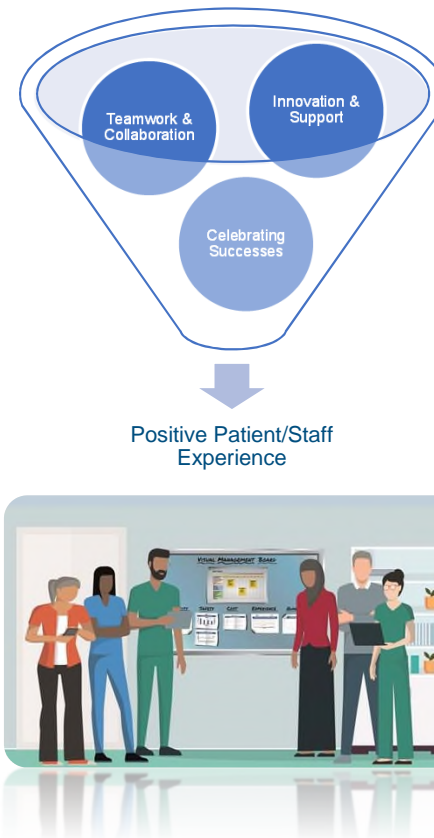 Teamwork &
Collaboration
Innovation &
Support
Celebrating
Successes
Positive Patient/Staff
Experience
Visual Management Board
Safety Cost Experience